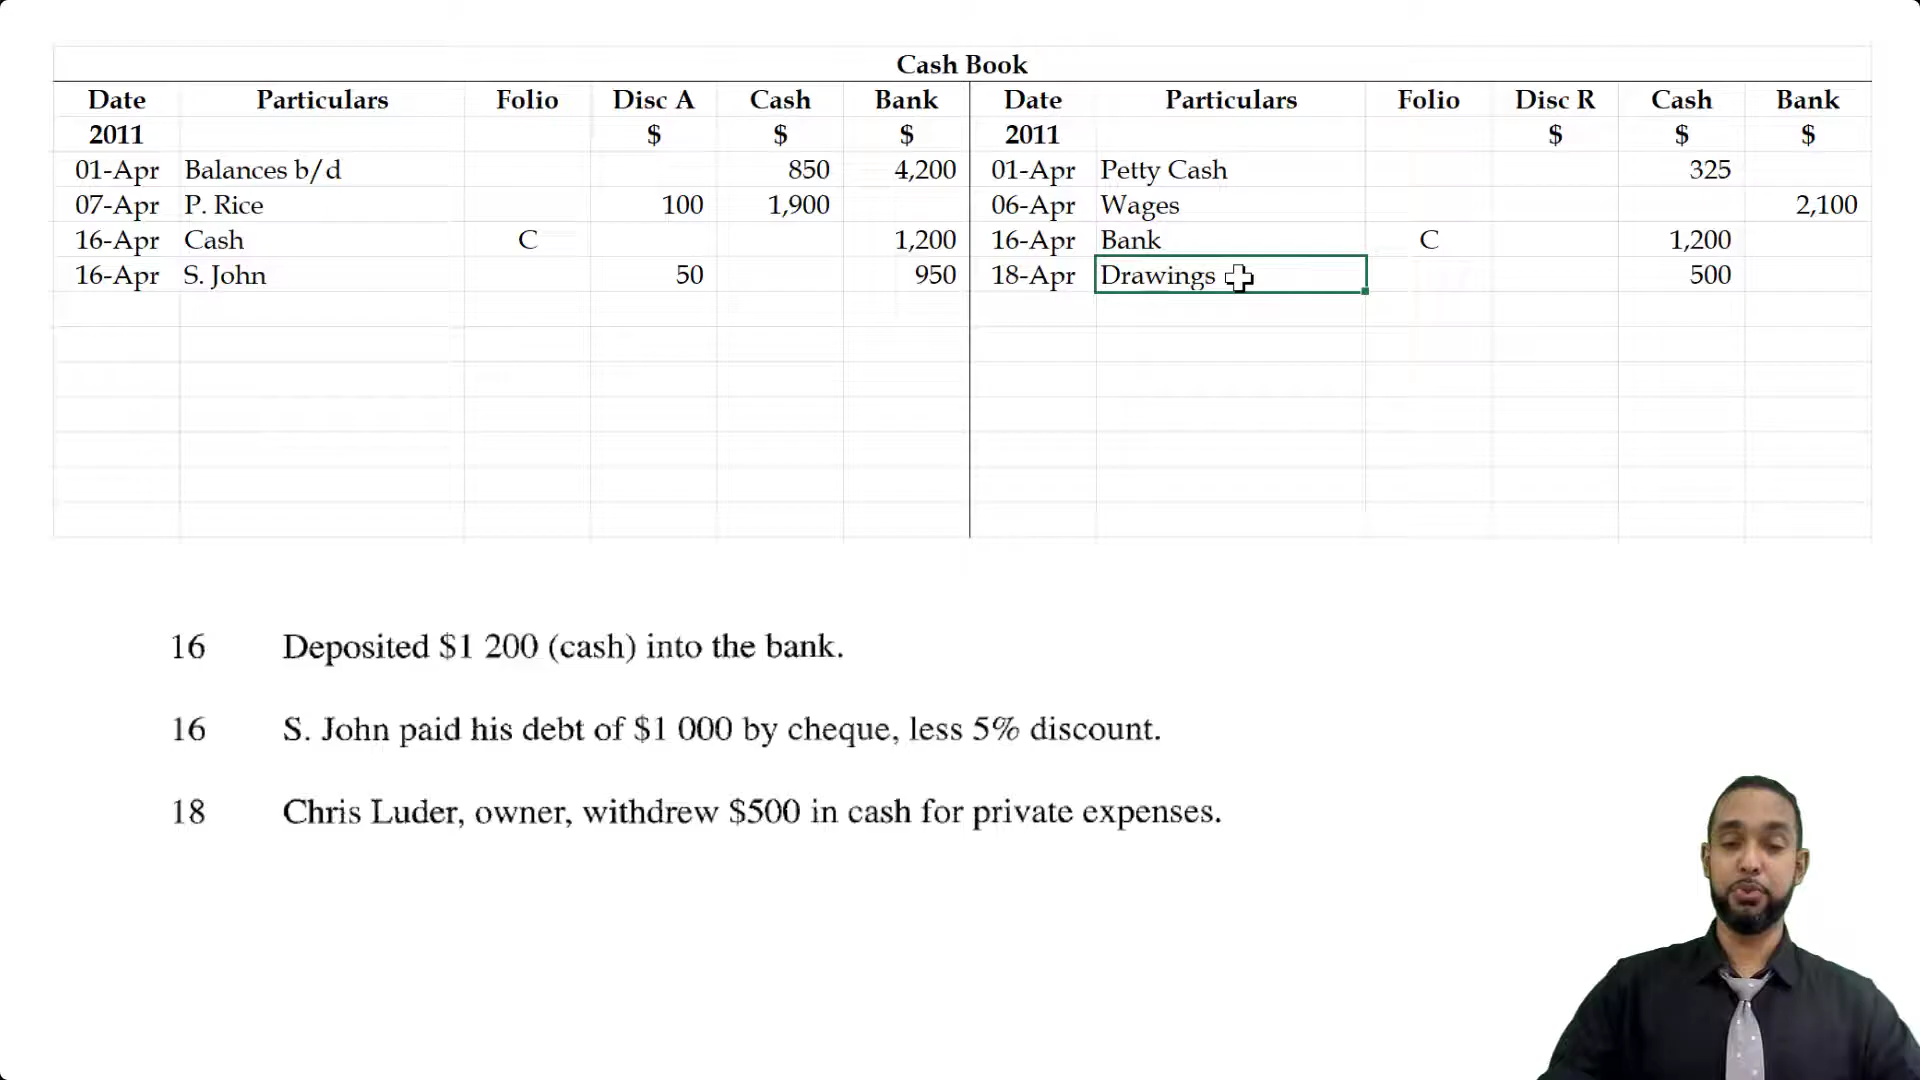 Cash Book
Date Particulars Folio Disc A Cash Bank Date Particulars Folio Disc R Cash Bank
2011 $ $ $ 2011 $ $ $
01-Apr Balances b/d 850 4,200 01-Apr Petty Cash 325
07-Apr P. Rice 100 1,900 06-Apr Wages 2,100
16-Apr Cash C 1,200 16-Apr Bank C 1,200
16-Apr S. John 50 950 18-Apr Drawings 500
16 Deposited $1 200 (cash) into the bank.
16 S. John paid his debt of $1 000 by cheque, less 5% discount.
18 Chris Luder, owner, withdrew $500 in cash for private expenses.